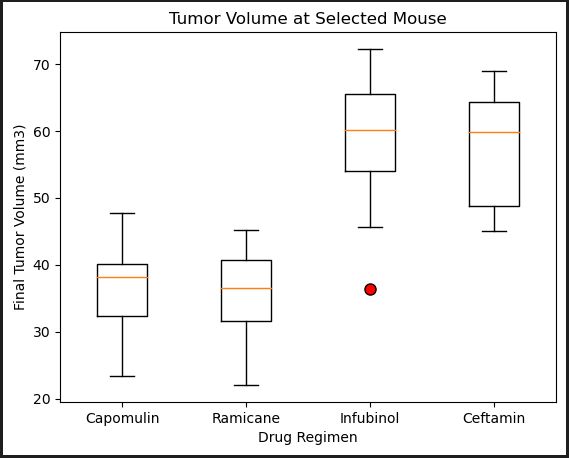 Tumor Volume at Selected Mouse
Final Tumor Volume (mm3)
70
60
50
40
30
20
Capomulin Ramicane Infubinol Ceftamin
Drug Regimen